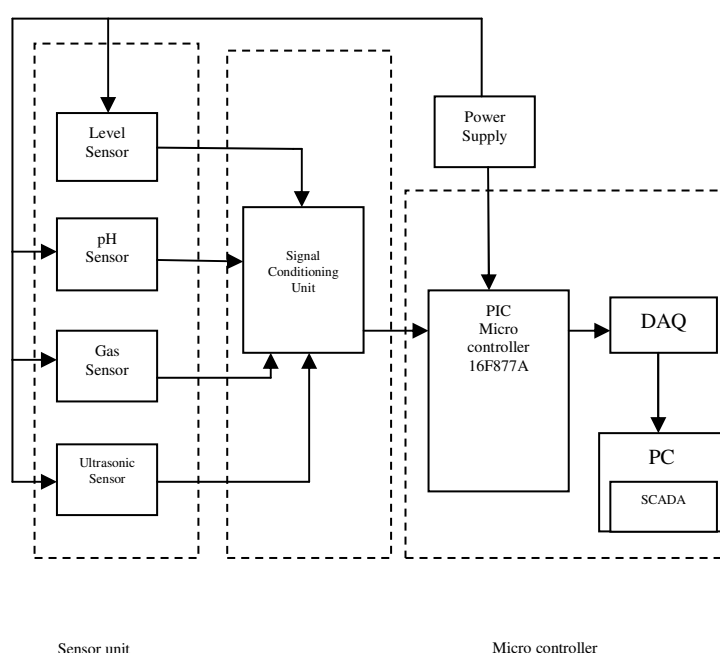 Level
Sensor
pH
Sensor
Gas
Sensor
Ultrasonic
Sensor
Signal
Conditioning
Unit
Power
Supply
PIC
Micro
controller
16F877A
DAQ
PC
SCADA
Sensor unit
Micro controller